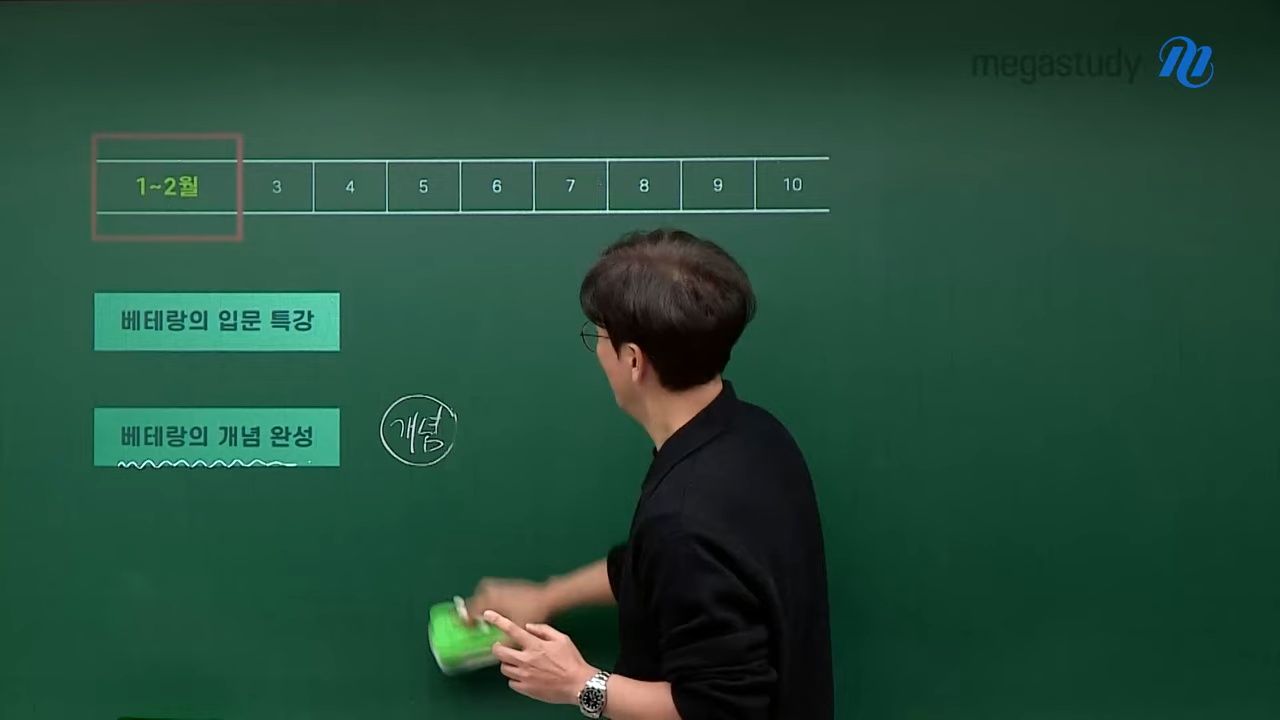 megastudy
1~2월 3 4 5 6 7 8 9 10
베테랑의 입문 특강
베테랑의 개념 완성
개념